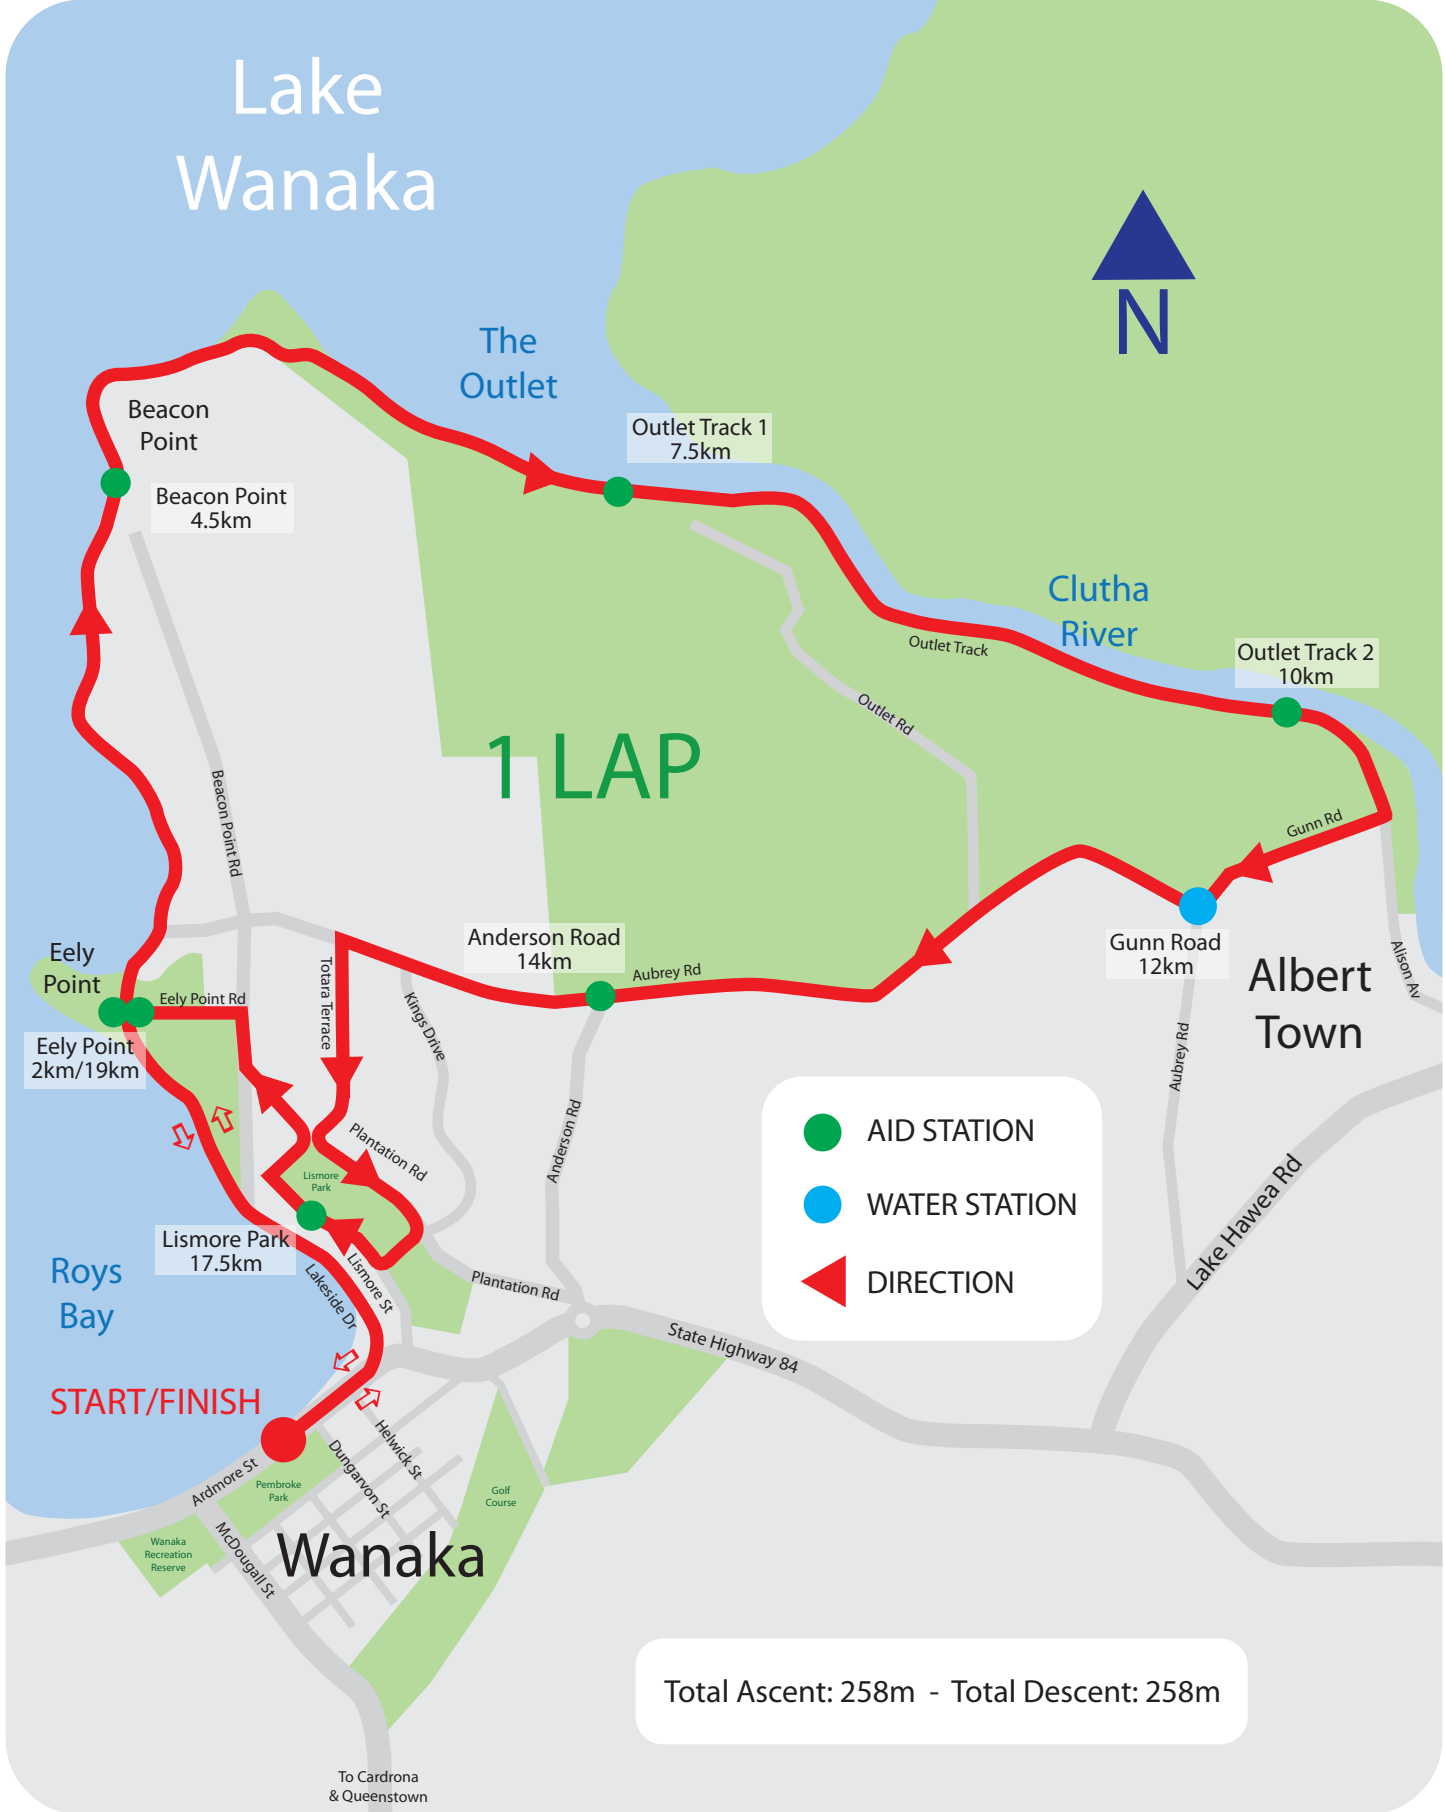 Lake
Wanaka
N
The
Outlet
Beacon
Point
Outlet Track 1
7.5km
Beacon Point
4.5km
Clutha
River
Outlet Track
Outlet Track 2
10km
Outlet Rd
1 LAP
Beacon Point Rd
Gunn Rd
Eely
Point
Anderson Road
14km
Aubrey Rd
Gunn Road
12km
Albert
Town
Alison Av
Eely Point Rd
Totara Terrace
Kings Drive
Eely Point
2km/19km
Aubrey Rd
Anderson Rd
Plantation Rd
AID STATION
WATER STATION
DIRECTION
Lismore
Park
Lismore Park
17.5km
Lake Hawea Rd
Roys
Bay
Lakeside Dr
Lismore St
Plantation Rd
State Highway 84
START/FINISH
Helwick St
Dungarvon St
Ardmore St
Pembroke
Park
Golf
Course
Wanaka
Recreation
Reserve
McDougall St
Wanaka
Total Ascent: 258m - Total Descent: 258m
To Cardrona
& Queenstown